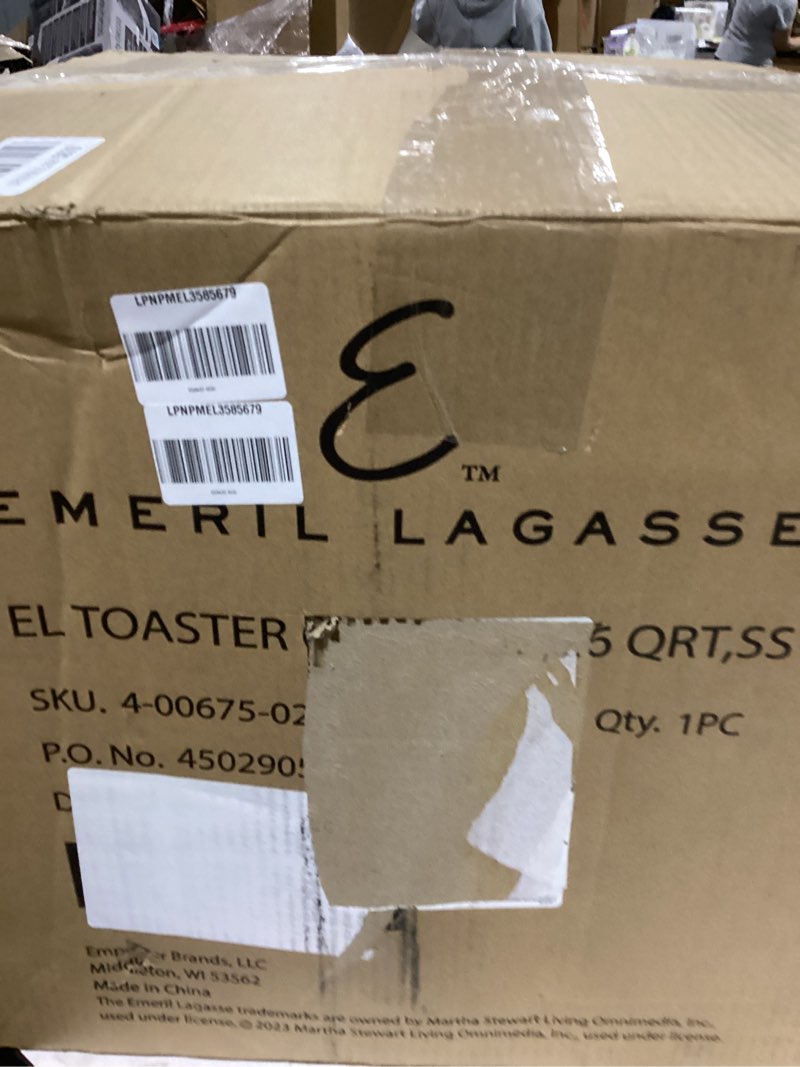 LPNPMEL3585679
LPNPMEL3585679
E
TM
EMERIL LAGASSE
EL TOASTER 5 QRT,SS
SKU. 4-00675-02
Qty. 1PC
P.O. No. 450290
D
Brands, LLC
Middleton, WI 53562
Made in China
The Emeril Lagasse trademarks are owned by Martha Stewart Living Omnimedia, Inc.,
used under license. © 2023 Martha Stewart Living Omnimedia, Inc., used under license.